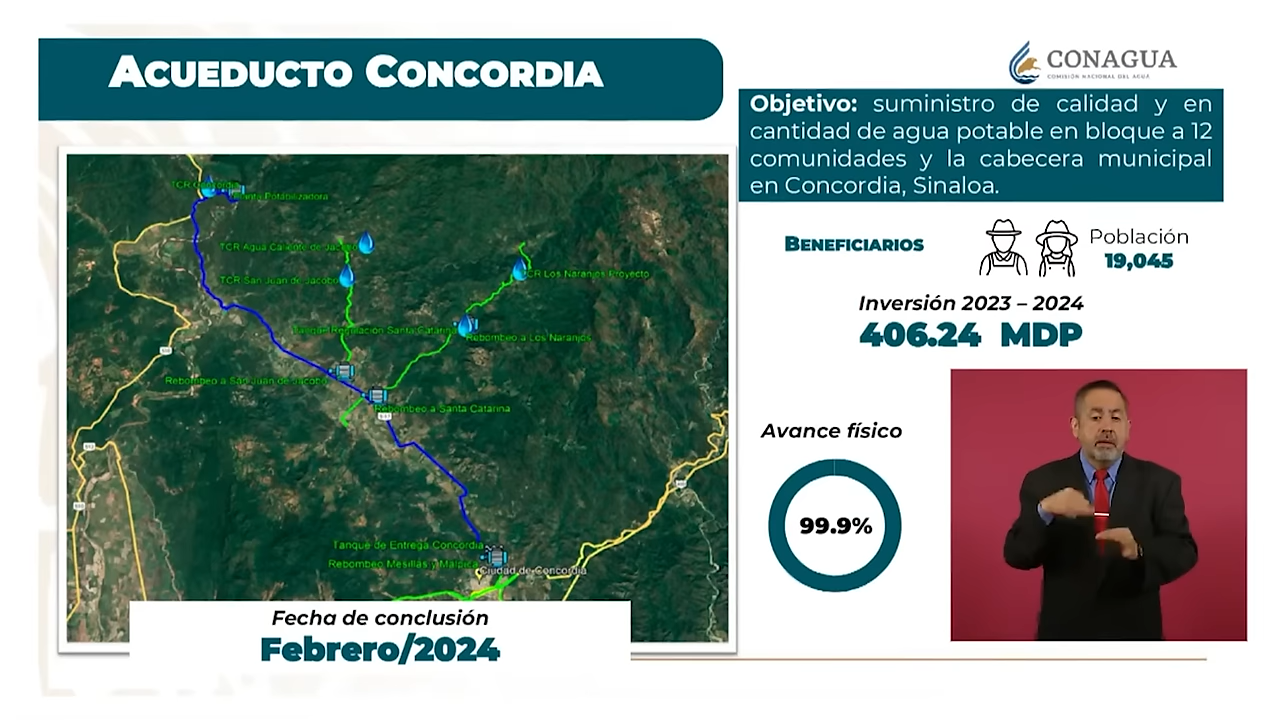 ACUEDUCTO CONCORDIA
CONAGUA
COMISIÓN NACIONAL DEL AGUA
Objetivo: suministro de calidad y en
cantidad de agua potable en bloque a 12
comunidades y la cabecera municipal
en Concordia, Sinaloa.
BENEFICIARIOS
Población
19,045
Inversión 2023 – 2024
406.24 MDP
Avance físico
99.9%
TCR Concordia
Planta Potabilizadora
TCR Agua Caliente de Jacobo
TCR San Juan de Jacobo
TCR Los Naranjos Proyecto
Tanque Regulación Santa Catarina
Rebombeo a Los Naranjos
Rebombeo a San Juan de Jacobo
Rebombeo a Santa Catarina
Tanque de Entrega Concordia
Rebombeo Mesillas y Malpica
Ciudad de Concordia
Fecha de conclusión
Febrero/2024